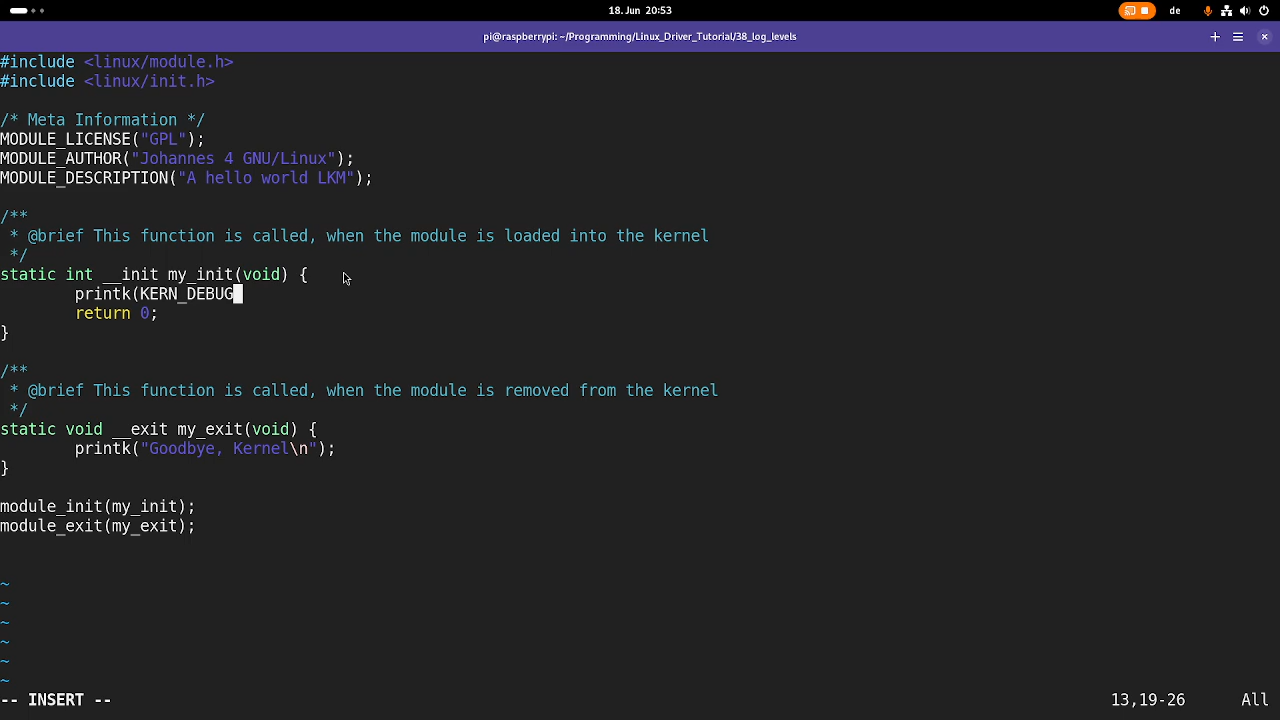 18. Jun 20:53
de
pi@raspberrypi: ~/Programming/Linux_Driver_Tutorial/38_log_levels
#include <linux/module.h>
#include <linux/init.h>
/* Meta Information */
MODULE_LICENSE("GPL");
MODULE_AUTHOR("Johannes 4 GNU/Linux");
MODULE_DESCRIPTION("A hello world LKM");
/**
 * @brief This function is called, when the module is loaded into the kernel
 */
static int __init my_init(void) {
        printk(KERN_DEBUG
        return 0;
}
/**
 * @brief This function is called, when the module is removed from the kernel
 */
static void __exit my_exit(void) {
        printk("Goodbye, Kernel\n");
}
module_init(my_init);
module_exit(my_exit);
~
~
~
~
~
~
-- INSERT -- 13,19-26 All